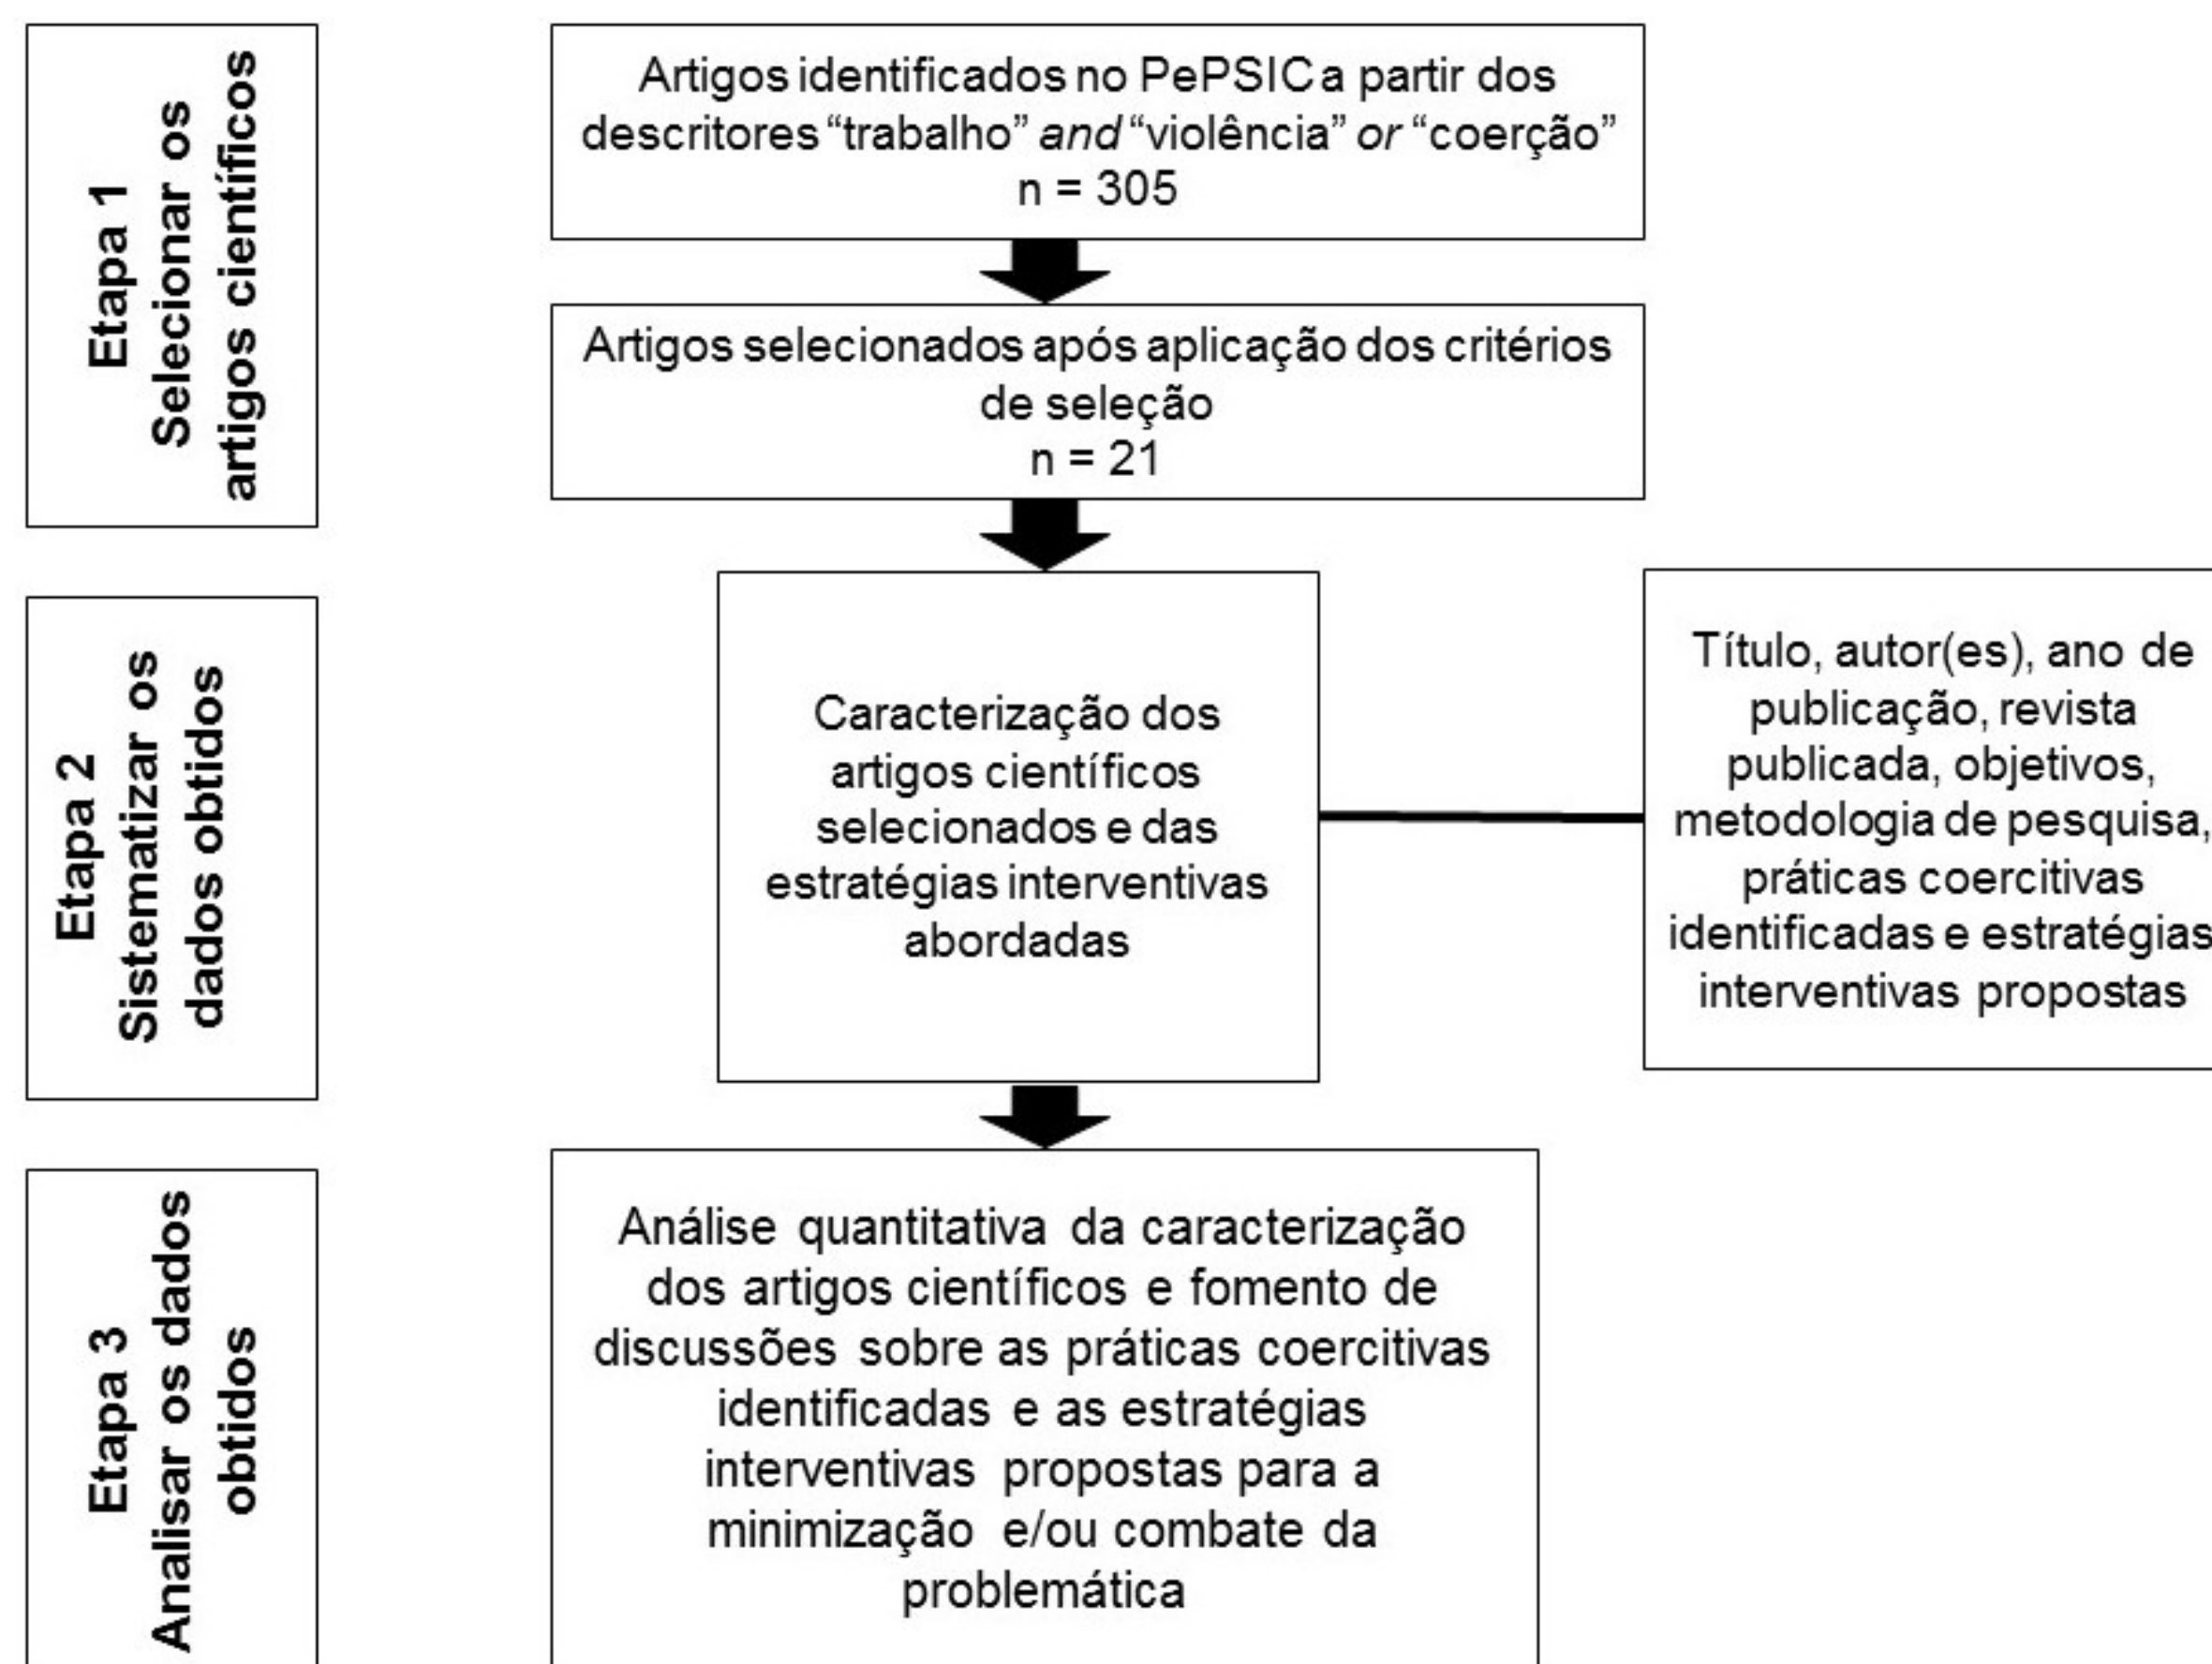 Etapa 1
Selecionar os
artigos científicos
Artigos identificados no PePSIC a partir dos
descritores “trabalho” and “violência” or “coerção”
n = 305
Artigos selecionados após aplicação dos critérios
de seleção
n = 21
Etapa 2
Sistematizar os
dados obtidos
Caracterização dos
artigos científicos
selecionados e das
estratégias interventivas
abordadas
Título, autor(es), ano de
publicação, revista
publicada, objetivos,
metodologia de pesquisa,
práticas coercitivas
identificadas e estratégias
interventivas propostas
Etapa 3
Analisar os dados
obtidos
Análise quantitativa da caracterização
dos artigos científicos e fomento de
discussões sobre as práticas coercitivas
identificadas e as estratégias
interventivas propostas para a
minimização e/ou combate da
problemática